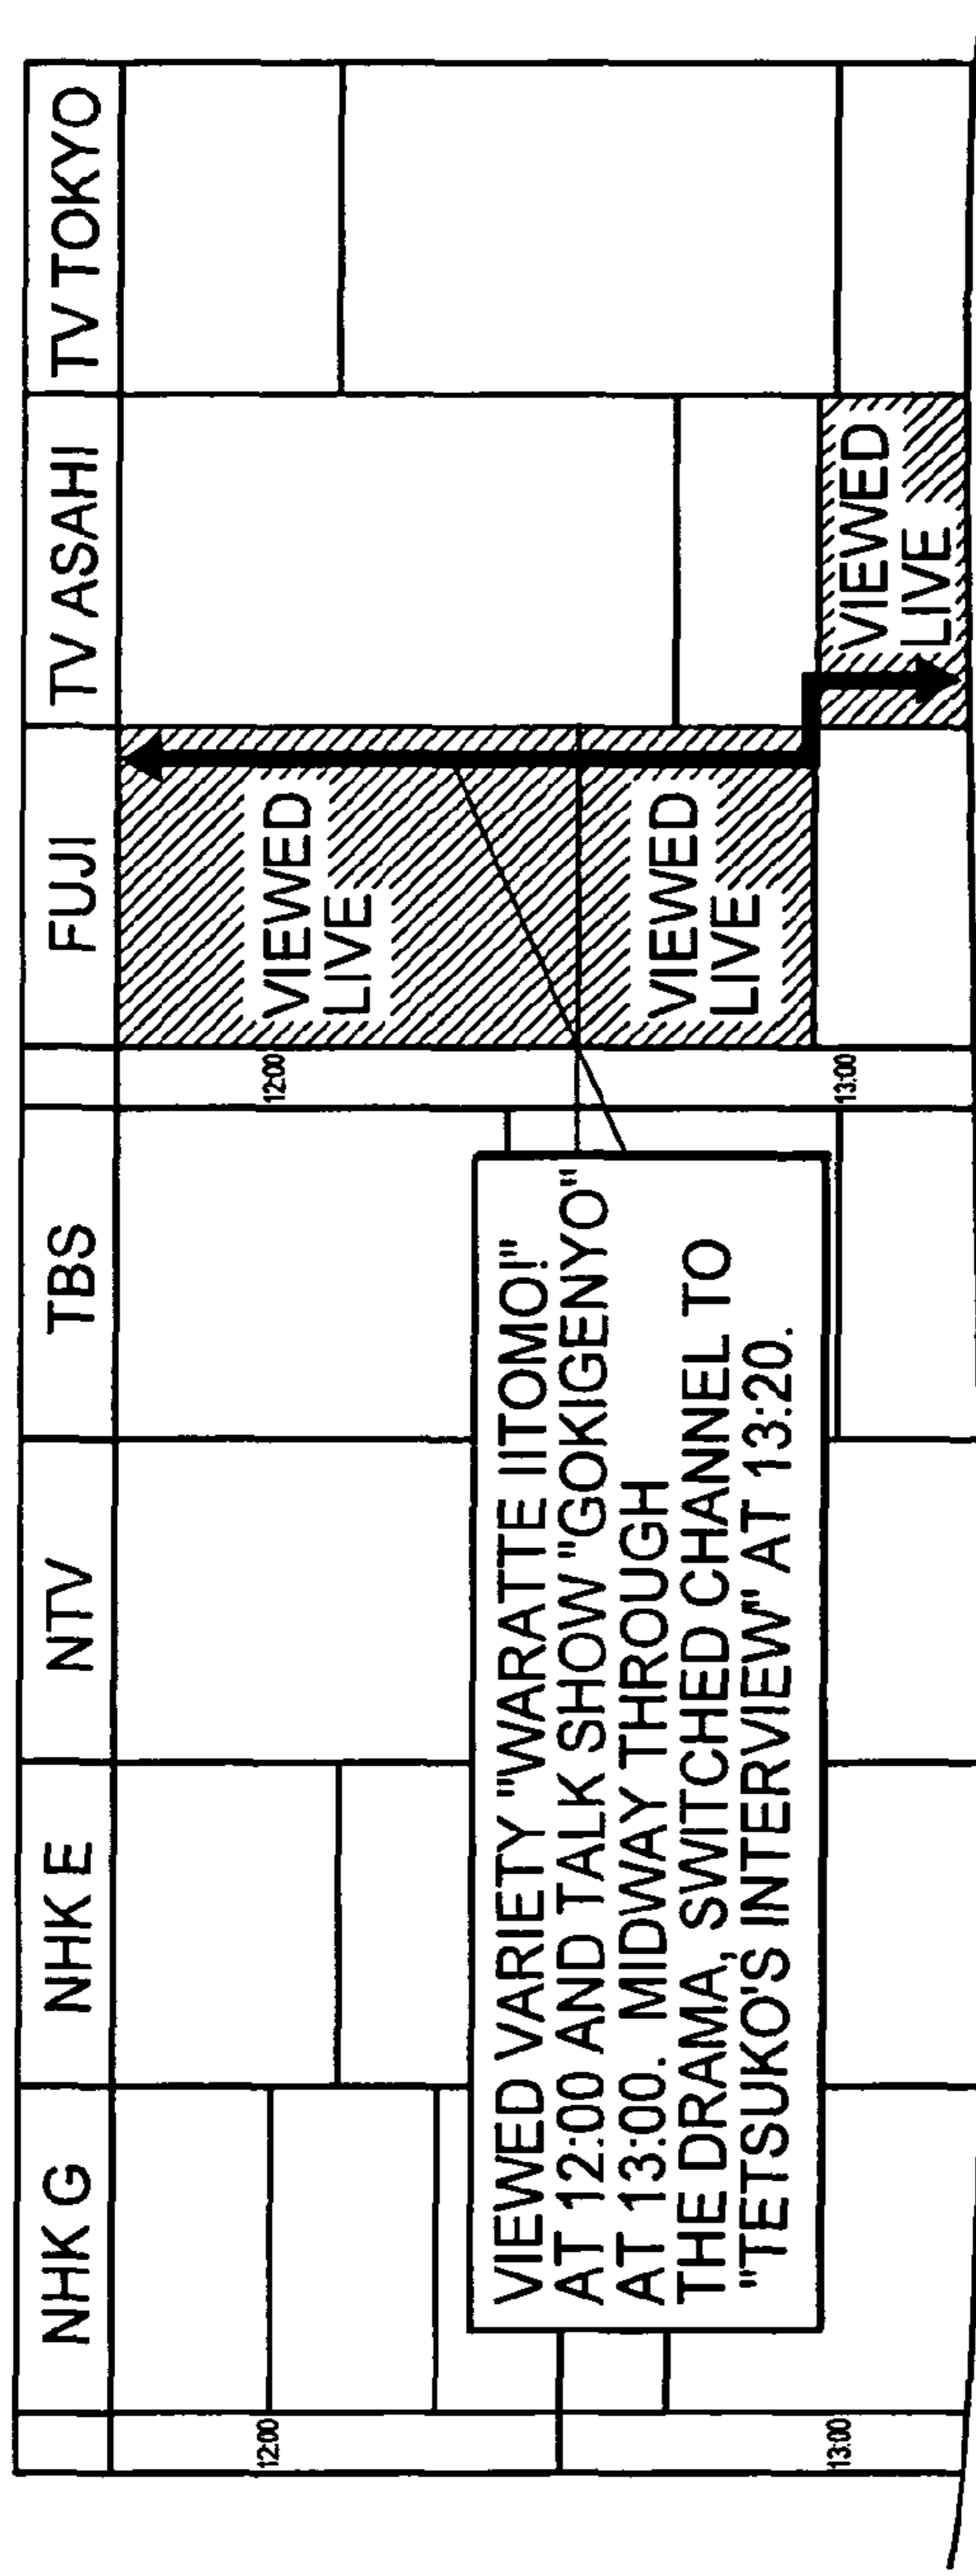 NHK G
NHK E
NTV
TBS
FUJI
TV ASAHI
TV TOKYO
12:00
12:00
VIEWED
LIVE
VIEWED VARIETY "WARATTE IITOMO!"
AT 12:00 AND TALK SHOW "GOKIGENYO"
AT 13:00. MIDWAY THROUGH
THE DRAMA, SWITCHED CHANNEL TO
"TETSUKO'S INTERVIEW" AT 13:20.
VIEWED
LIVE
13:00
13:00
VIEWED
LIVE